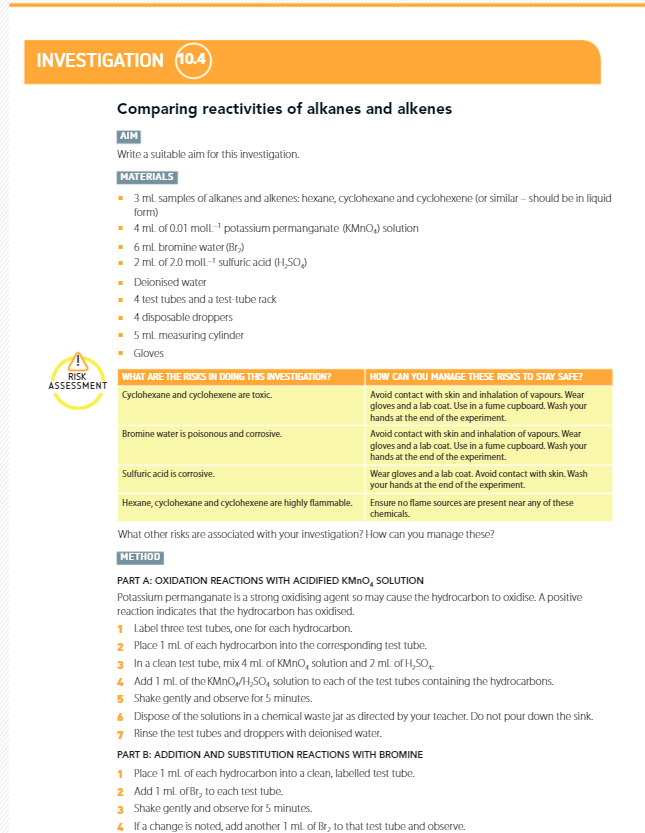 INVESTIGATION 10.4
Comparing reactivities of alkanes and alkenes
AIM
Write a suitable aim for this investigation.
MATERIALS
▪ 3 mL samples of alkanes and alkenes: hexane, cyclohexane and cyclohexene (or similar – should be in liquid
form)
▪ 4 mL of 0.01 molL⁻¹ potassium permanganate (KMnO₄) solution
▪ 6 mL bromine water (Br₂)
▪ 2 mL of 2.0 molL⁻¹ sulfuric acid (H₂SO₄)
▪ Deionised water
▪ 4 test tubes and a test-tube rack
▪ 4 disposable droppers
▪ 5 mL measuring cylinder
▪ Gloves
!
RISK
ASSESSMENT
WHAT ARE THE RISKS IN DOING THIS INVESTIGATION? HOW CAN YOU MANAGE THESE RISKS TO STAY SAFE?
Cyclohexane and cyclohexene are toxic. Avoid contact with skin and inhalation of vapours. Wear
gloves and a lab coat. Use in a fume cupboard. Wash your
hands at the end of the experiment.
Bromine water is poisonous and corrosive. Avoid contact with skin and inhalation of vapours. Wear
gloves and a lab coat. Use in a fume cupboard. Wash your
hands at the end of the experiment.
Sulfuric acid is corrosive. Wear gloves and a lab coat. Avoid contact with skin. Wash
your hands at the end of the experiment.
Hexane, cyclohexane and cyclohexene are highly flammable. Ensure no flame sources are present near any of these
chemicals.
What other risks are associated with your investigation? How can you manage these?
METHOD
PART A: OXIDATION REACTIONS WITH ACIDIFIED KMnO₄ SOLUTION
Potassium permanganate is a strong oxidising agent so may cause the hydrocarbon to oxidise. A positive
reaction indicates that the hydrocarbon has oxidised.
1 Label three test tubes, one for each hydrocarbon.
2 Place 1 mL of each hydrocarbon into the corresponding test tube.
3 In a clean test tube, mix 4 mL of KMnO₄ solution and 2 mL of H₂SO₄.
4 Add 1 mL of the KMnO₄/H₂SO₄ solution to each of the test tubes containing the hydrocarbons.
5 Shake gently and observe for 5 minutes.
6 Dispose of the solutions in a chemical waste jar as directed by your teacher. Do not pour down the sink.
7 Rinse the test tubes and droppers with deionised water.
PART B: ADDITION AND SUBSTITUTION REACTIONS WITH BROMINE
1 Place 1 mL of each hydrocarbon into a clean, labelled test tube.
2 Add 1 mL of Br₂ to each test tube.
3 Shake gently and observe for 5 minutes.
4 If a change is noted, add another 1 mL of Br₂ to that test tube and observe.